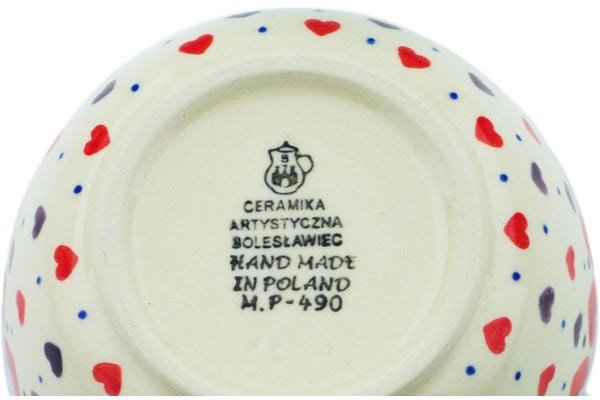 CERAMIKA
ARTYSTYCZNA
BOLESŁAWIEC
HAND MADE
IN POLAND
M.P-490